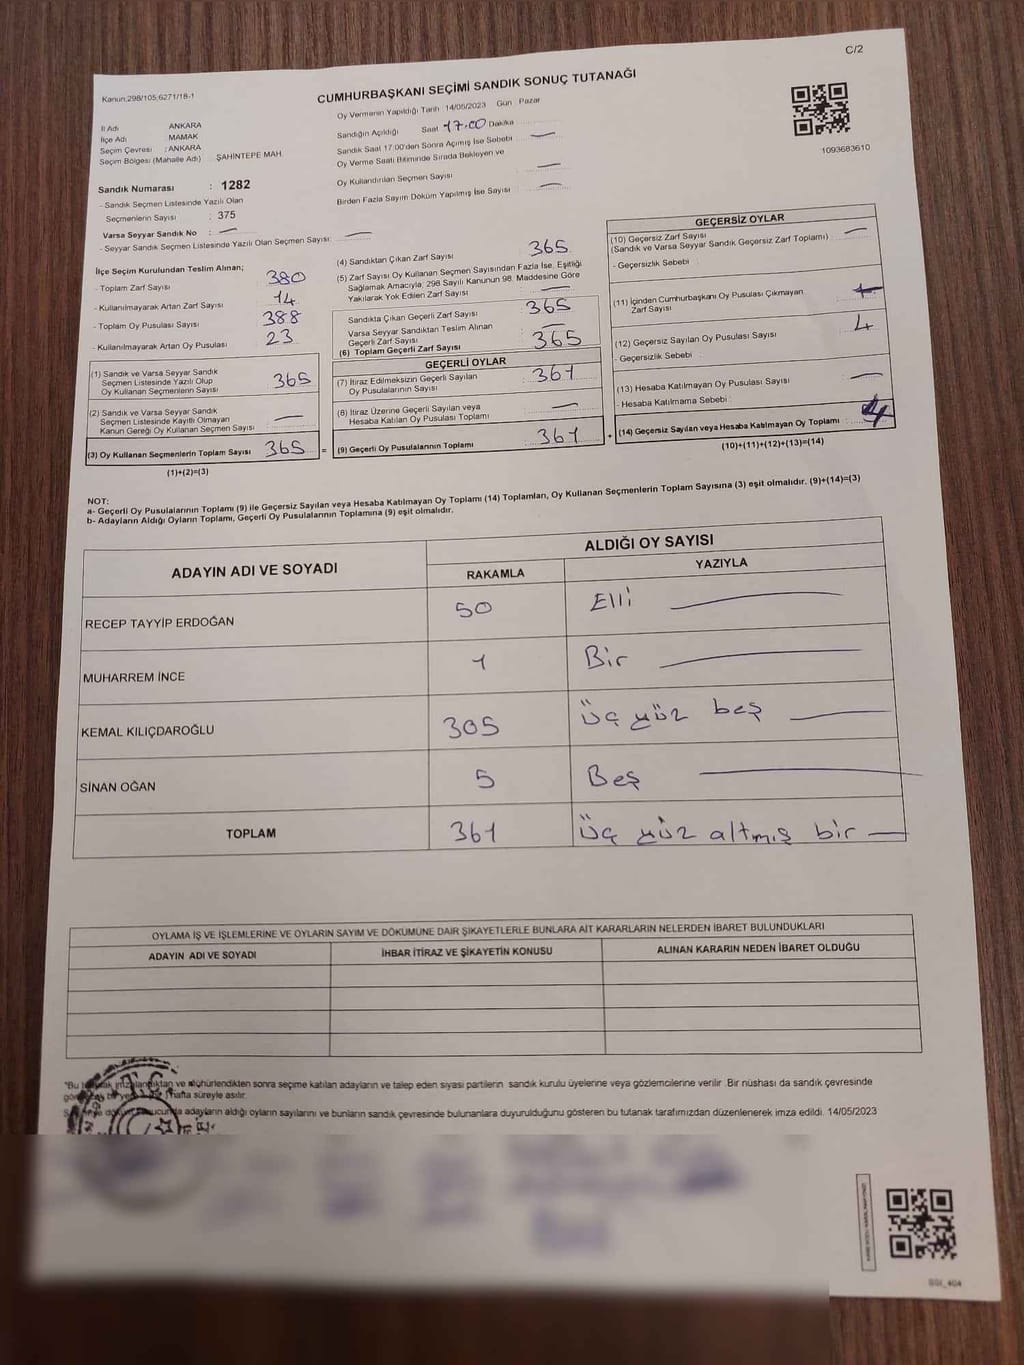 C/2
Kanun:298/105,6271/18-1
CUMHURBAŞKANI SEÇİMİ SANDIK SONUÇ TUTANAĞI
Oy Vermenin Yapıldığı Tarih : 14/05/2023 Gün : Pazar
İl Adı : ANKARA
İlçe Adı : MAMAK
Seçim Çevresi : ANKARA
Seçim Bölgesi (Mahalle Adı) : ŞAHİNTEPE MAH.
Sandığın Açıldığı Saat 17.00 Dakika
Sandık Saat 17:00'den Sonra Açılmış İse Sebebi : —
Oy Verme Saati Bitiminde Sırada Bekleyen ve
Oy Kullandırılan Seçmen Sayısı : —
Birden Fazla Sayım Döküm Yapılmış İse Sayısı : —
1093683610
Sandık Numarası : 1282
- Sandık Seçmen Listesinde Yazılı Olan
Seçmenlerin Sayısı : 375
Varsa Seyyar Sandık No : —
- Seyyar Sandık Seçmen Listesinde Yazılı Olan Seçmen Sayısı: —
İlçe Seçim Kurulundan Teslim Alınan;
- Toplam Zarf Sayısı : 380
- Kullanılmayarak Artan Zarf Sayısı : 14
- Toplam Oy Pusulası Sayısı : 388
- Kullanılmayarak Artan Oy Pusulası : 23
(1) Sandık ve Varsa Seyyar Sandık
Seçmen Listesinde Yazılı Olup
Oy Kullanan Seçmenlerin Sayısı : 365
(2) Sandık ve Varsa Seyyar Sandık
Seçmen Listesinde Kayıtlı Olmayan
Kanun Gereği Oy Kullanan Seçmen Sayısı : —
(3) Oy Kullanan Seçmenlerin Toplam Sayısı : 365
(1)+(2)=(3)
(4) Sandıktan Çıkan Zarf Sayısı : 365
(5) Zarf Sayısı Oy Kullanan Seçmen Sayısından Fazla İse, Eşitliği
Sağlamak Amacıyla; 298 Sayılı Kanunun 98. Maddesine Göre
Yakılarak Yok Edilen Zarf Sayısı : —
Sandıkta Çıkan Geçerli Zarf Sayısı : 365
Varsa Seyyar Sandıktan Teslim Alınan
Geçerli Zarf Sayısı : —
(6) Toplam Geçerli Zarf Sayısı : 365
GEÇERLİ OYLAR
(7) İtiraz Edilmeksizin Geçerli Sayılan
Oy Pusulalarının Sayısı : 361
(8) İtiraz Üzerine Geçerli Sayılan veya
Hesaba Katılan Oy Pusulası Toplamı : —
= (9) Geçerli Oy Pusulalarının Toplamı : 361 +
GEÇERSİZ OYLAR
(10) Geçersiz Zarf Sayısı : —
(Sandık ve Varsa Seyyar Sandık Geçersiz Zarf Toplamı)
- Geçersizlik Sebebi :
(11) İçinden Cumhurbaşkanı Oy Pusulası Çıkmayan
Zarf Sayısı
(12) Geçersiz Sayılan Oy Pusulası Sayısı : 4
- Geçersizlik Sebebi :
(13) Hesaba Katılmayan Oy Pusulası Sayısı : —
- Hesaba Katılmama Sebebi :
(14) Geçersiz Sayılan veya Hesaba Katılmayan Oy Toplamı : 4
(10)+(11)+(12)+(13)=(14)
NOT:
a- Geçerli Oy Pusulalarının Toplamı (9) ile Geçersiz Sayılan veya Hesaba Katılmayan Oy Toplamı (14) Toplamları, Oy Kullanan Seçmenlerin Toplam Sayısına (3) eşit olmalıdır. (9)+(14)=(3)
b- Adayların Aldığı Oyların Toplamı, Geçerli Oy Pusulalarının Toplamına (9) eşit olmalıdır.
ADAYIN ADI VE SOYADI
ALDIĞI OY SAYISI
RAKAMLA YAZIYLA
RECEP TAYYİP ERDOĞAN 50 Elli —
MUHARREM İNCE 1 Bir —
KEMAL KILIÇDAROĞLU 305 üç yüz beş —
SİNAN OĞAN 5 Beş —
TOPLAM 361 üç yüz altmış bir —
OYLAMA İŞ VE İŞLEMLERİNE VE OYLARIN SAYIM VE DÖKÜMÜNE DAİR ŞİKAYETLERLE BUNLARA AİT KARARLARIN NELERDEN İBARET BULUNDUKLARI
ADAYIN ADI VE SOYADI İHBAR İTİRAZ VE ŞİKAYETİN KONUSU ALINAN KARARIN NEDEN İBARET OLDUĞU
"Bu imzalandıktan ve mühürlendikten sonra seçime katılan adayların ve talep eden siyasi partilerin sandık kurulu üyelerine veya gözlemcilerine verilir. Bir nüshası da sandık çevresinde
hafta süreyle asılır.
adayların aldığı oyların sayılarını ve bunların sandık çevresinde bulunanlara duyurulduğunu gösteren bu tutanak tarafımızdan düzenlenerek imza edildi. 14/05/2023
T.C.